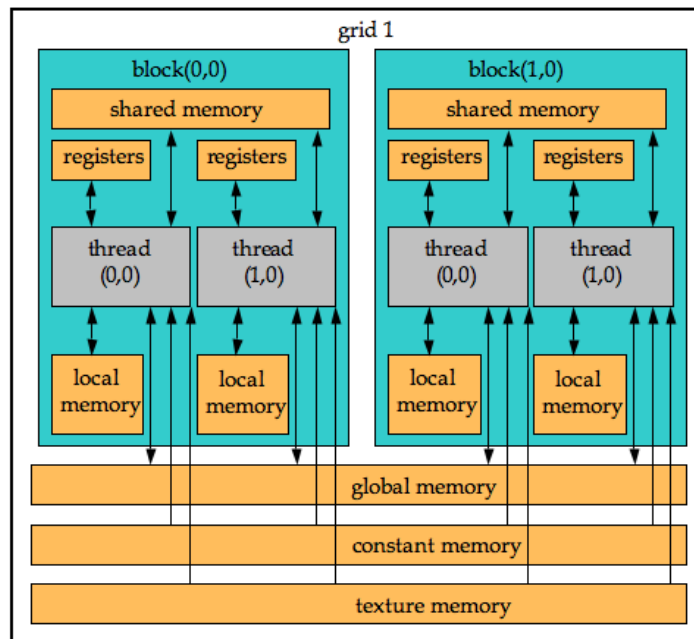 grid 1
block(0,0)
shared memory
registers
registers
thread
(0,0)
thread
(1,0)
local
memory
local
memory
block(1,0)
shared memory
registers
registers
thread
(0,0)
thread
(1,0)
local
memory
local
memory
global memory
constant memory
texture memory